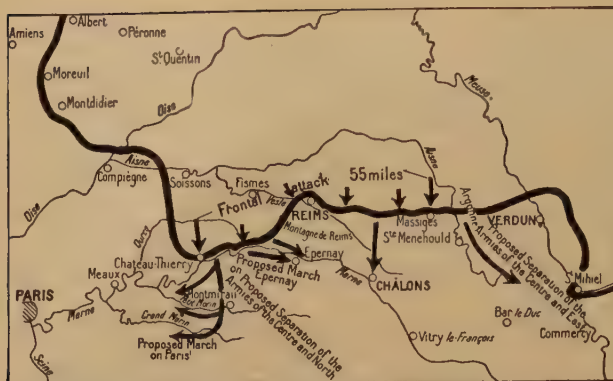 Albert
Amiens
Péronne
St Quentin
Moreuil
Montdidier
Oise
Meuse
Aisne
Compiègne
Soissons
Fismes
Vesle
attack
REIMS
55 miles
Aisne
Argonne
VERDUN
Oise
Frontal
Ourcq
Montagne de Reims
Massiges
Ste Menehould
Chateau-Thierry
Epernay
Proposed March
on Epernay
Marne
CHÂLONS
Proposed Separation of the
Armies of the Centre and East
St Mihiel
Meaux
Montmirail
Petit Morin
Proposed Separation of the
Armies of the Centre and North
PARIS
Marne
Grand Morin
Bar le Duc
Commercy
Proposed March
on Paris
Vitry le-François
Seine